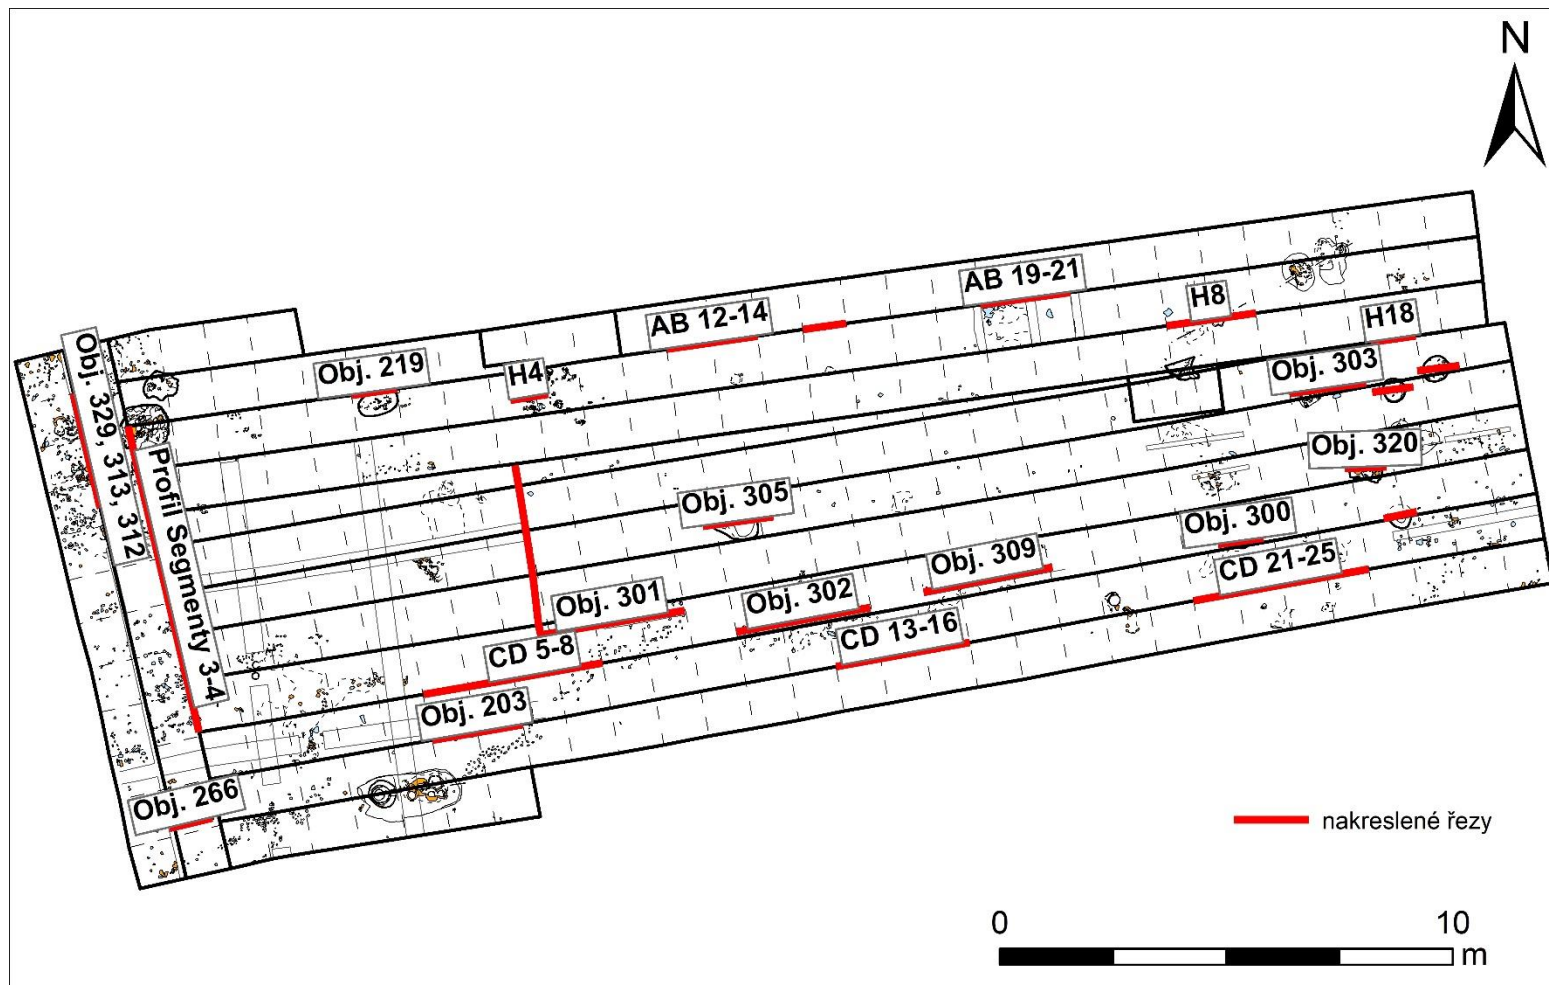 N
AB 19-21
H8
AB 12-14
H18
Obj. 219
H4
Obj. 303
Obj. 329, 313, 312
Profil Segmenty 3-4
Obj. 320
Obj. 305
Obj. 300
Obj. 309
CD 21-25
Obj. 301
Obj. 302
CD 13-16
CD 5-8
Obj. 203
Obj. 266
nakreslené řezy
0 10
m